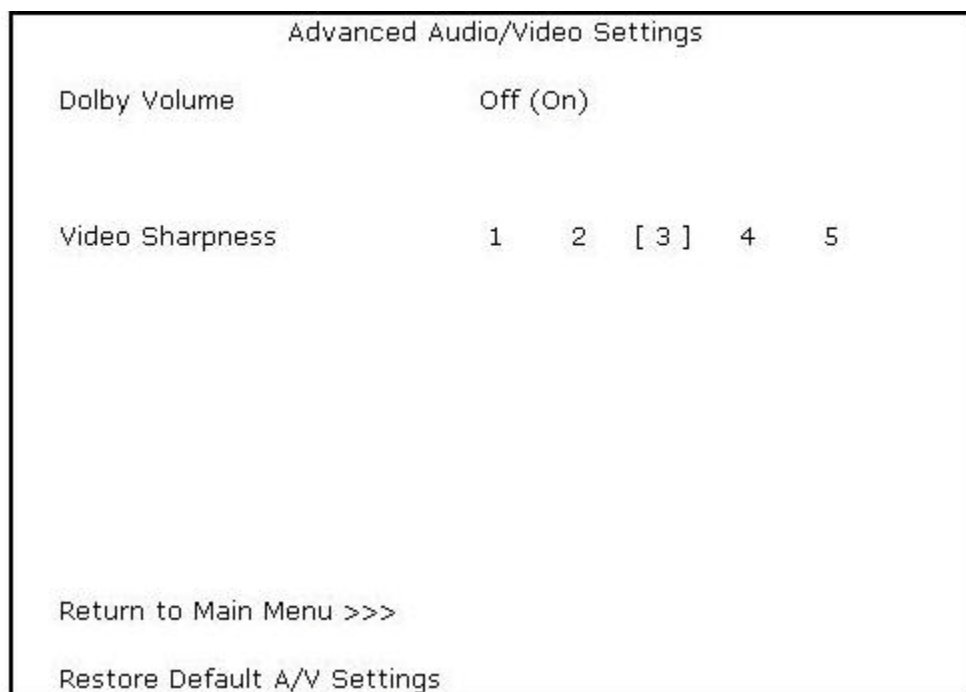 Advanced Audio/Video Settings
Dolby Volume Off (On)
Video Sharpness 1 2 [ 3 ] 4 5
Return to Main Menu >>>
Restore Default A/V Settings